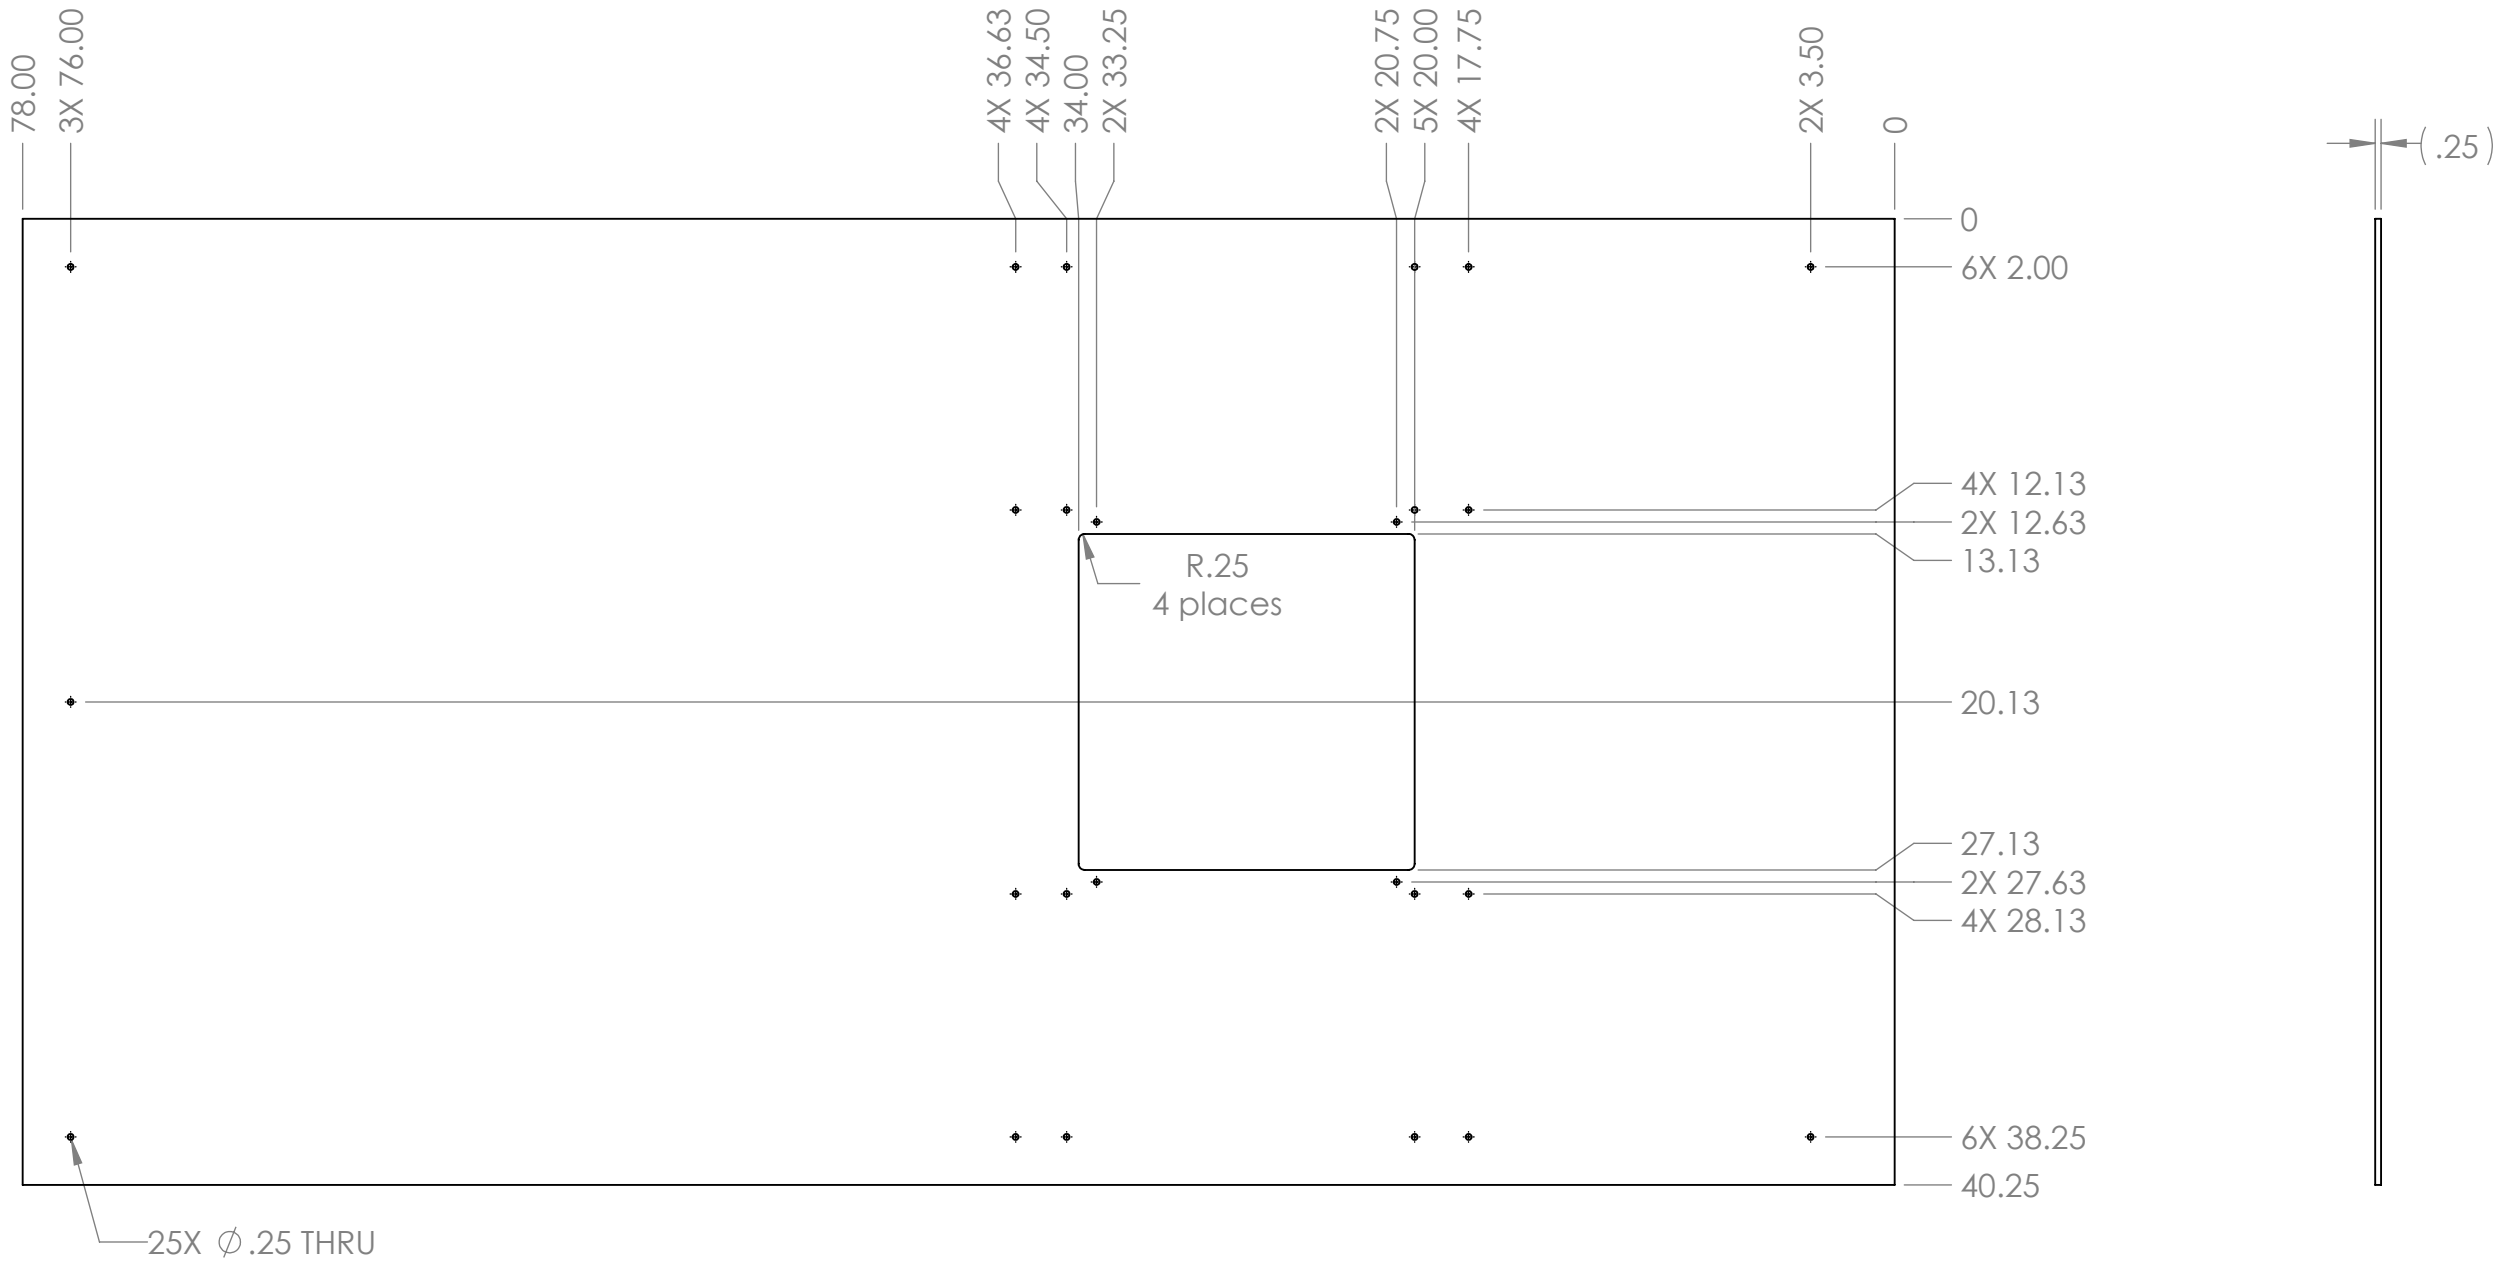 78.00
3X 76.00
4X 36.63
4X 34.50
34.00
2X 33.25
2X 20.75
5X 20.00
4X 17.75
2X 3.50
0
(.25)
0
6X 2.00
4X 12.13
2X 12.63
13.13
R.25
4 places
20.13
27.13
2X 27.63
4X 28.13
6X 38.25
40.25
25X ∅ .25 THRU